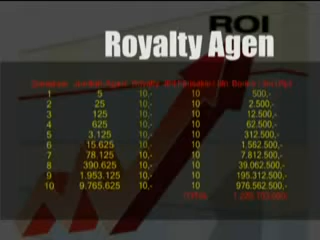 ROI
Royalty Agen
1 5 10,- 10 500,-
2 25 10,- 10 2.500,-
3 125 10,- 10 12.500,-
4 625 10,- 10 62.500,-
5 3.125 10,- 10 312.500,-
6 15.625 10,- 10 1.562.500,-
7 78.125 10,- 10 7.812.500,-
8 390.625 10,- 10 39.062.500,-
9 1.953.125 10,- 10 195.312.500,-
10 9.765.625 10,- 10 976.562.500,-